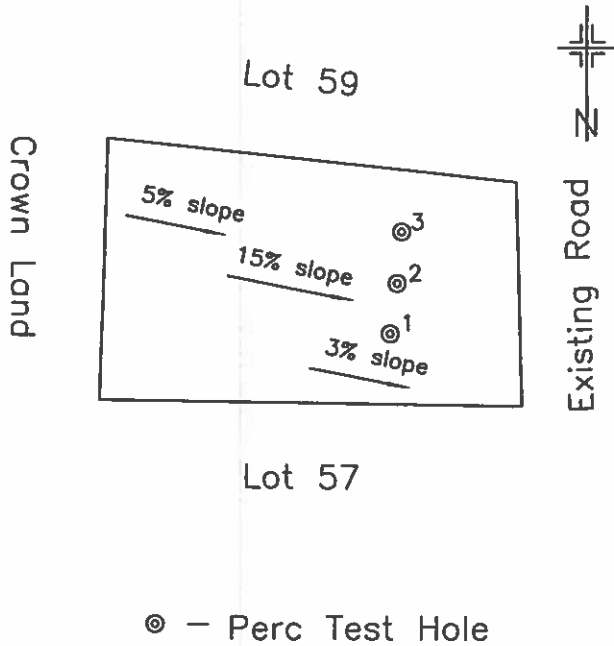 Lot 59
N
Crown Land
Existing Road
5% slope
15% slope
3% slope
3
2
1
Lot 57
– Perc Test Hole